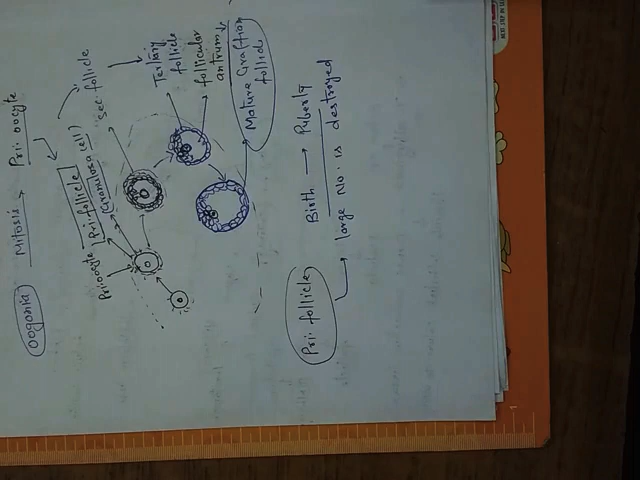 Oogonia Mitosis → Pri oocyte
Pri oocyte Pri follicle
(Granulosa cell)
Sec follicle
Tertiary
follicle
follicular
antrum
Mature Graffian
follicle
Pri. follicle Birth → Puberty
large No. is destroyed